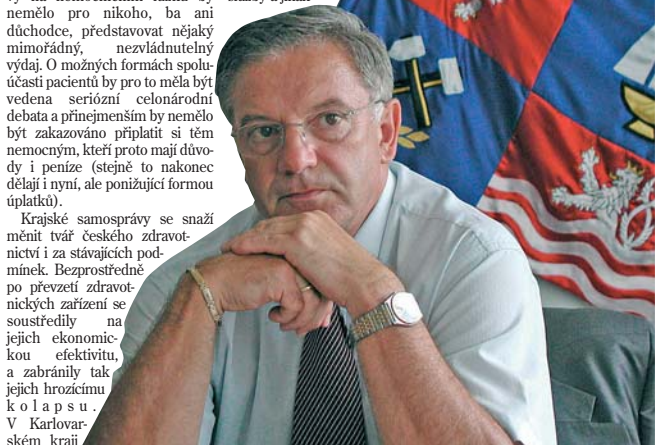 nemělo pro nikoho, ba ani
důchodce, představovat nějaký
mimořádný, nezvládnutelný
výdaj. O možných formách spolu-
účasti pacientů by pro to měla být
vedena seriózní celonárodní
debata a přinejmenším by nemělo
být zakazováno připlatit si těm
nemocným, kteří proto mají důvo-
dy i peníze (stejně to nakonec
dělají i nyní, ale ponižující formou
úplatků).
Krajské samosprávy se snaží
měnit tvář českého zdravot-
nictví i za stávajících pod-
mínek. Bezprostředně
po převzetí zdravot-
nických zařízení se
soustředily na
jejich ekonomic-
kou efektivitu,
a zabránily tak
jejich hrozícímu
kolapsu.
V Karlovar-
ském kraji